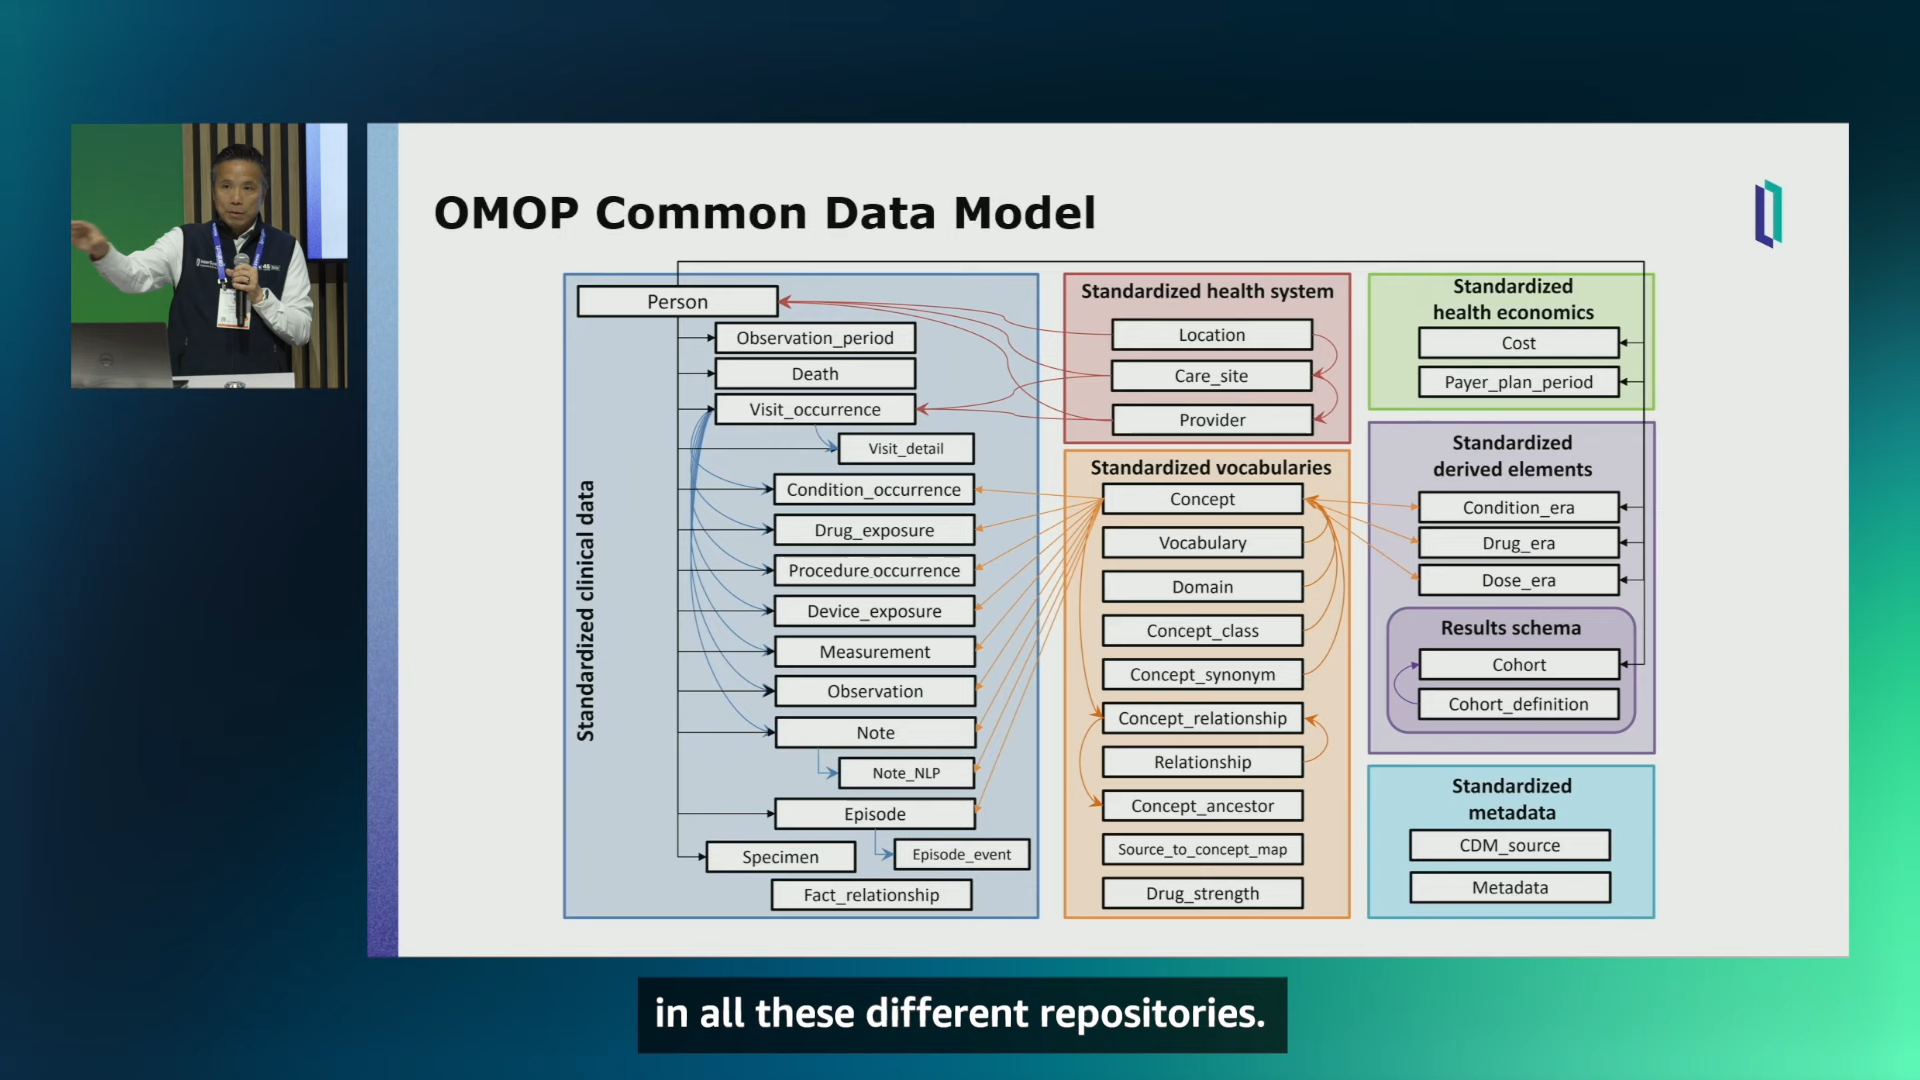 OMOP Common Data Model
Standardized clinical data
Person
Observation_period
Death
Visit_occurrence
Visit_detail
Condition_occurrence
Drug_exposure
Procedure_occurrence
Device_exposure
Measurement
Observation
Note
Note_NLP
Episode
Specimen
Episode_event
Fact_relationship
Standardized health system
Location
Care_site
Provider
Standardized vocabularies
Concept
Vocabulary
Domain
Concept_class
Concept_synonym
Concept_relationship
Relationship
Concept_ancestor
Source_to_concept_map
Drug_strength
Standardized
health economics
Cost
Payer_plan_period
Standardized
derived elements
Condition_era
Drug_era
Dose_era
Results schema
Cohort
Cohort_definition
Standardized
metadata
CDM_source
Metadata
in all these different repositories.